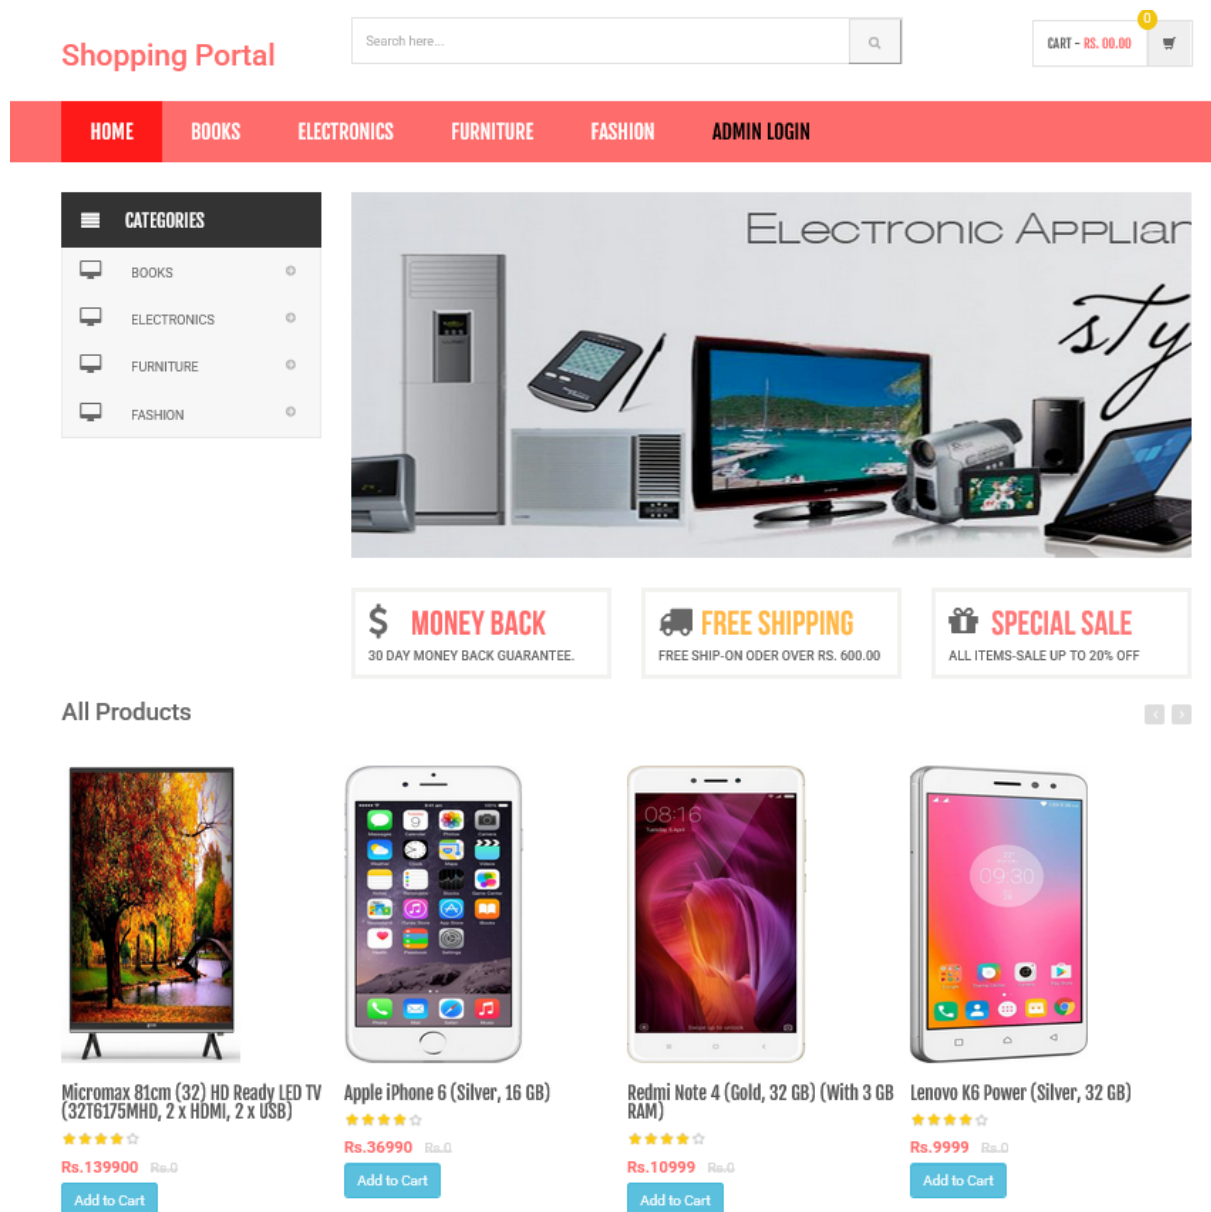 0
Search here...
CART - RS. 00.00
Shopping Portal
HOME BOOKS ELECTRONICS FURNITURE FASHION ADMIN LOGIN
CATEGORIES
BOOKS
ELECTRONICS
FURNITURE
FASHION
ELECTRONIC APPLIAN
sty
$ MONEY BACK
30 DAY MONEY BACK GUARANTEE.
FREE SHIPPING
FREE SHIP-ON ODER OVER RS. 600.00
SPECIAL SALE
ALL ITEMS-SALE UP TO 20% OFF
All Products
08:16
09:30
Micromax 81cm (32) HD Ready LED TV
(32T6175MHD, 2 x HDMI, 2 x USB)
Rs.139900 Rs.0
Add to Cart
Apple iPhone 6 (Silver, 16 GB)
Rs.36990 Rs.0
Add to Cart
Redmi Note 4 (Gold, 32 GB) (With 3 GB
RAM)
Rs.10999 Rs.0
Add to Cart
Lenovo K6 Power (Silver, 32 GB)
Rs.9999 Rs.0
Add to Cart